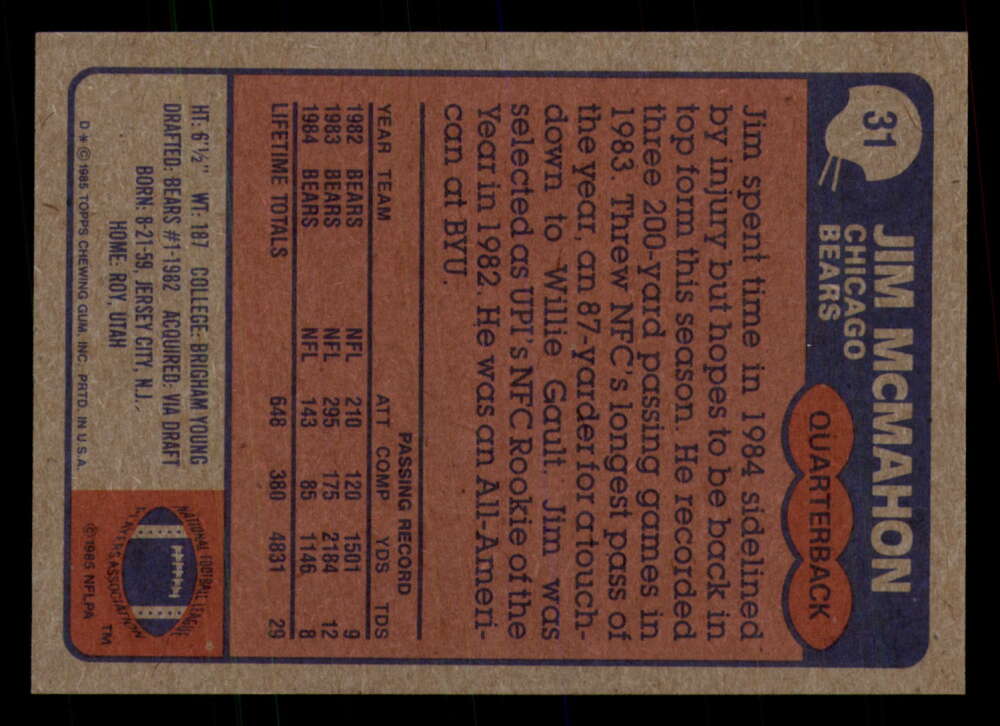 31
JIM McMAHON
CHICAGO
BEARS
QUARTERBACK
Jim spent time in 1984 sidelined
by injury but hopes to be back in
top form this season. He recorded
three 200-yard passing games in
1983. Threw NFC's longest pass of
the year, an 87-yarder for a touch-
down to Willie Gault. Jim was
selected as UPI's NFC Rookie of the
Year in 1982. He was an All-Ameri-
can at BYU.
PASSING RECORD
YEAR TEAM ATT COMP YDS TDS
1982 BEARS NFL 210 120 1501 9
1983 BEARS NFL 295 175 2184 12
1984 BEARS NFL 143 85 1146 8
LIFETIME TOTALS 648 380 4831 29
HT: 6'½" WT: 187 COLLEGE: BRIGHAM YOUNG
DRAFTED: BEARS #1-1982 ACQUIRED: VIA DRAFT
BORN: 8-21-59, JERSEY CITY, N.J.
HOME: ROY, UTAH
D* © 1985 TOPPS CHEWING GUM, INC. PRTD. IN U.S.A.
NATIONAL FOOTBALL LEAGUE
PLAYERS ASSOCIATION
TM
© 1985 NFLPA